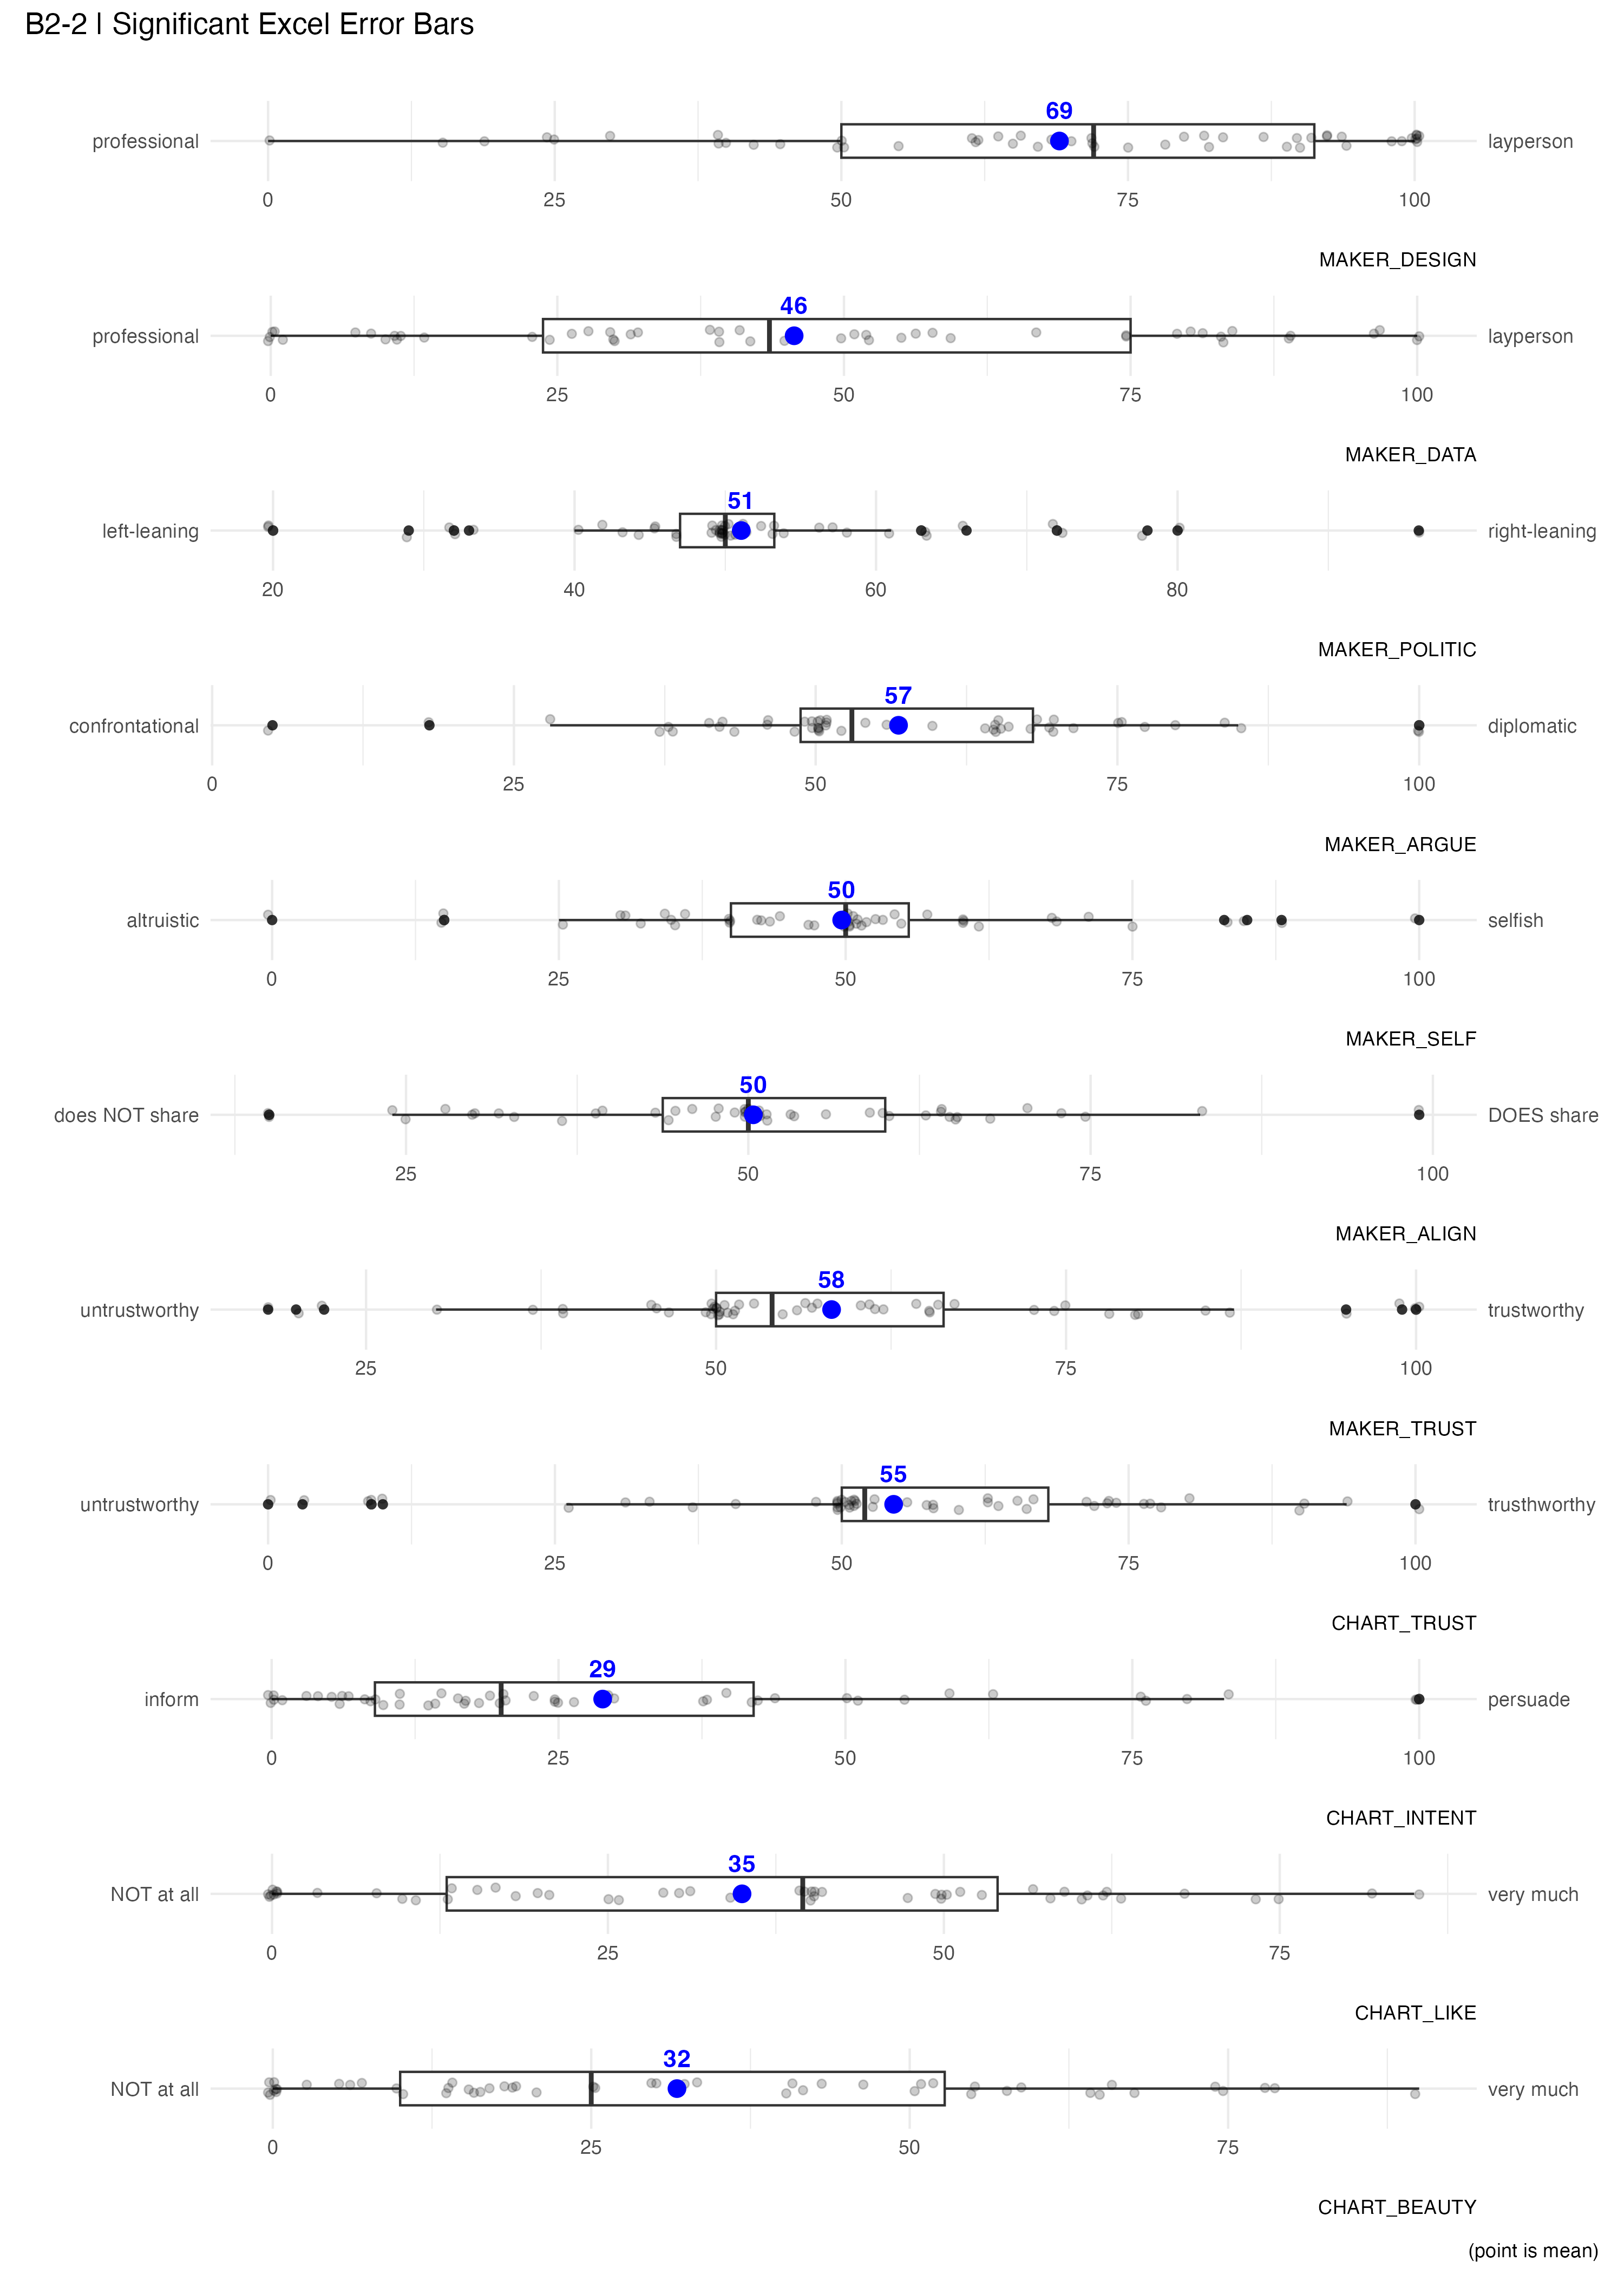 B2-2 | Significant Excel Error Bars
69
professional layperson
0 25 50 75 100
MAKER_DESIGN
46
professional layperson
0 25 50 75 100
MAKER_DATA
51
left-leaning right-leaning
20 40 60 80
MAKER_POLITIC
57
confrontational diplomatic
0 25 50 75 100
MAKER_ARGUE
50
altruistic selfish
0 25 50 75 100
MAKER_SELF
50
does NOT share DOES share
25 50 75 100
MAKER_ALIGN
58
untrustworthy trustworthy
25 50 75 100
MAKER_TRUST
55
untrustworthy trusthworthy
0 25 50 75 100
CHART_TRUST
29
inform persuade
0 25 50 75 100
CHART_INTENT
35
NOT at all very much
0 25 50 75
CHART_LIKE
32
NOT at all very much
0 25 50 75
CHART_BEAUTY
(point is mean)